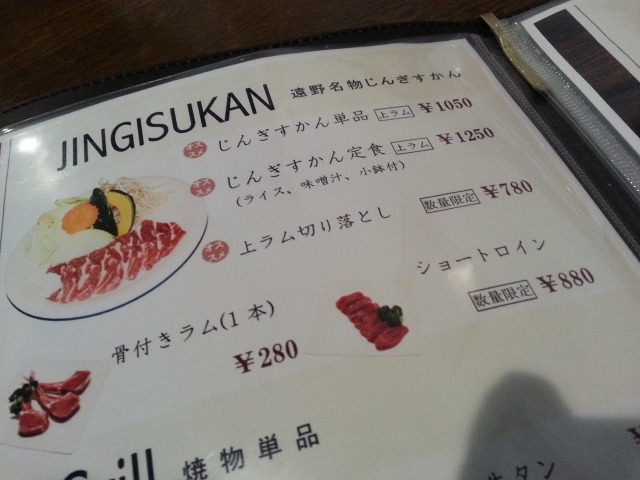 JINGISUKAN 遠野名物じんぎすかん
じんぎすかん単品 上ラム ¥1050
じんぎすかん定食 上ラム ¥1250
(ライス、味噌汁、小鉢付)
上ラム切り落とし 数量限定 ¥780
ショートロイン
数量限定 ¥880
骨付きラム(1本)
¥280
Grill 焼物単品
牛タン